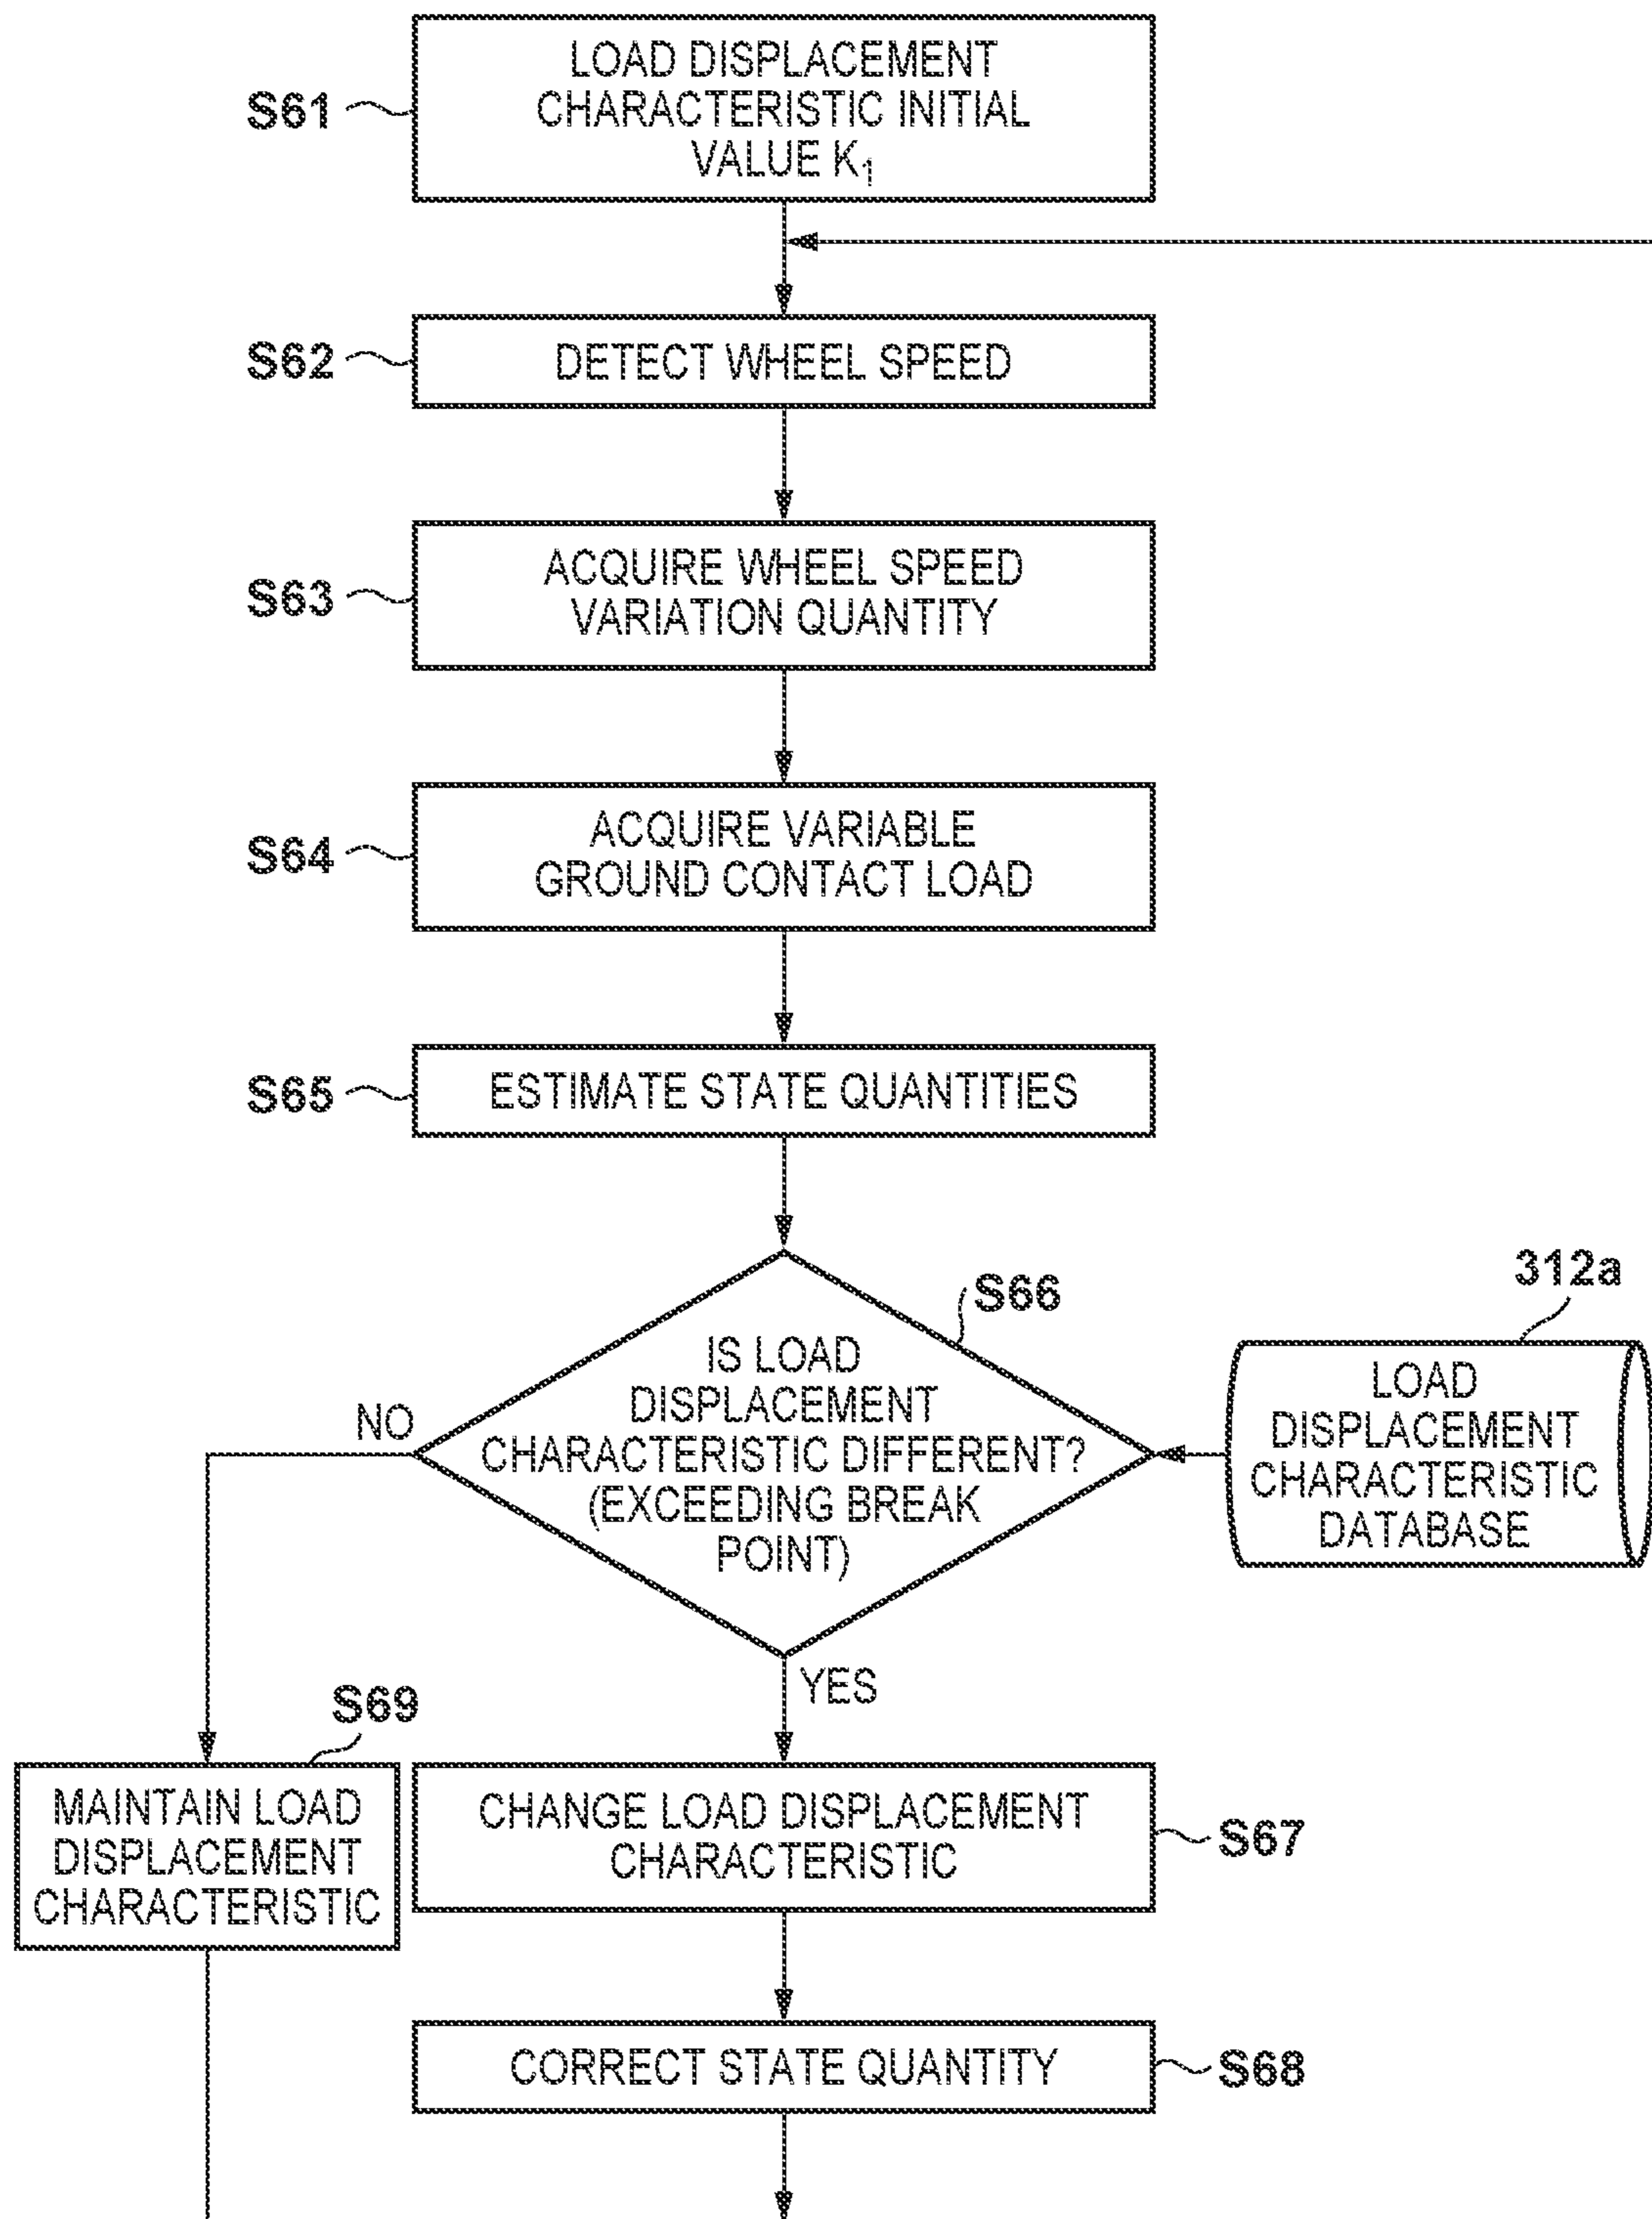 S61
LOAD DISPLACEMENT
CHARACTERISTIC INITIAL
VALUE K₁
S62
DETECT WHEEL SPEED
S63
ACQUIRE WHEEL SPEED
VARIATION QUANTITY
S64
ACQUIRE VARIABLE
GROUND CONTACT LOAD
S65
ESTIMATE STATE QUANTITIES
S66
IS LOAD
DISPLACEMENT
CHARACTERISTIC DIFFERENT?
(EXCEEDING BREAK
POINT)
312a
LOAD
DISPLACEMENT
CHARACTERISTIC
DATABASE
NO
YES
S69
MAINTAIN LOAD
DISPLACEMENT
CHARACTERISTIC
CHANGE LOAD DISPLACEMENT
CHARACTERISTIC
S67
CORRECT STATE QUANTITY
S68